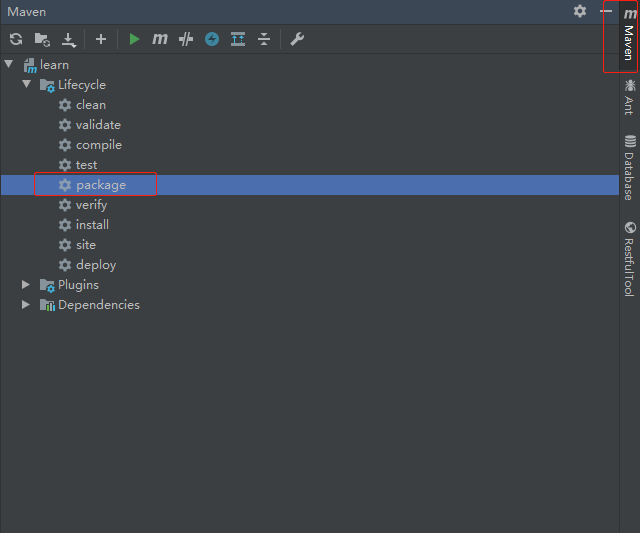 Maven
learn
Lifecycle
clean
validate
compile
test
package
verify
install
site
deploy
Plugins
Dependencies
Maven
Ant
Database
RestfulTool